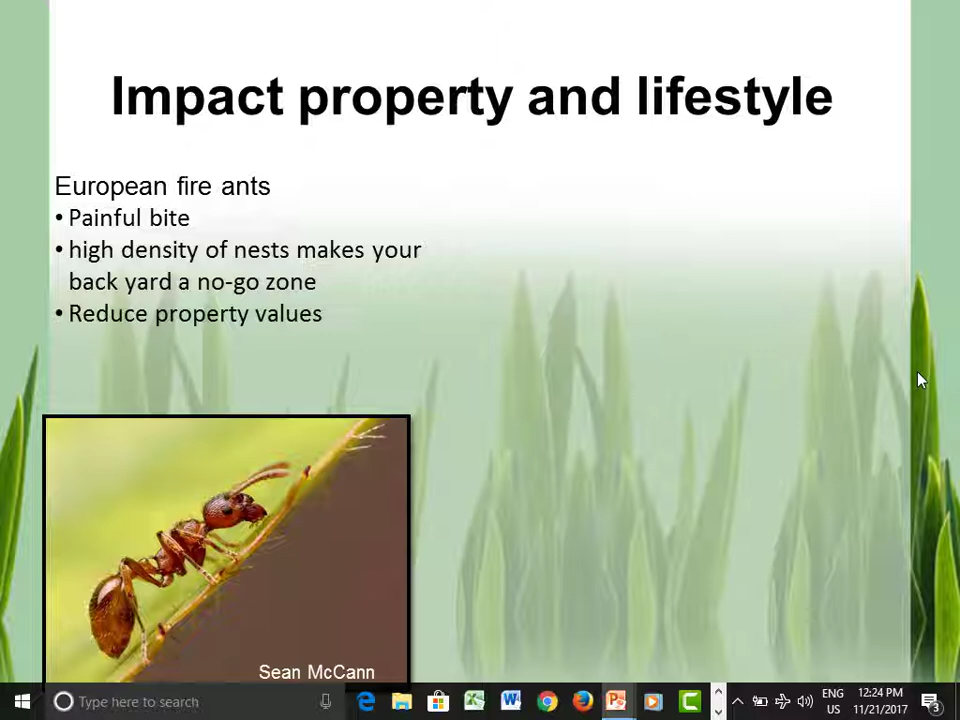 Impact property and lifestyle
European fire ants
• Painful bite
• high density of nests makes your
back yard a no-go zone
• Reduce property values
Sean McCann
Type here to search
ENG
US
12:24 PM
11/21/2017
3